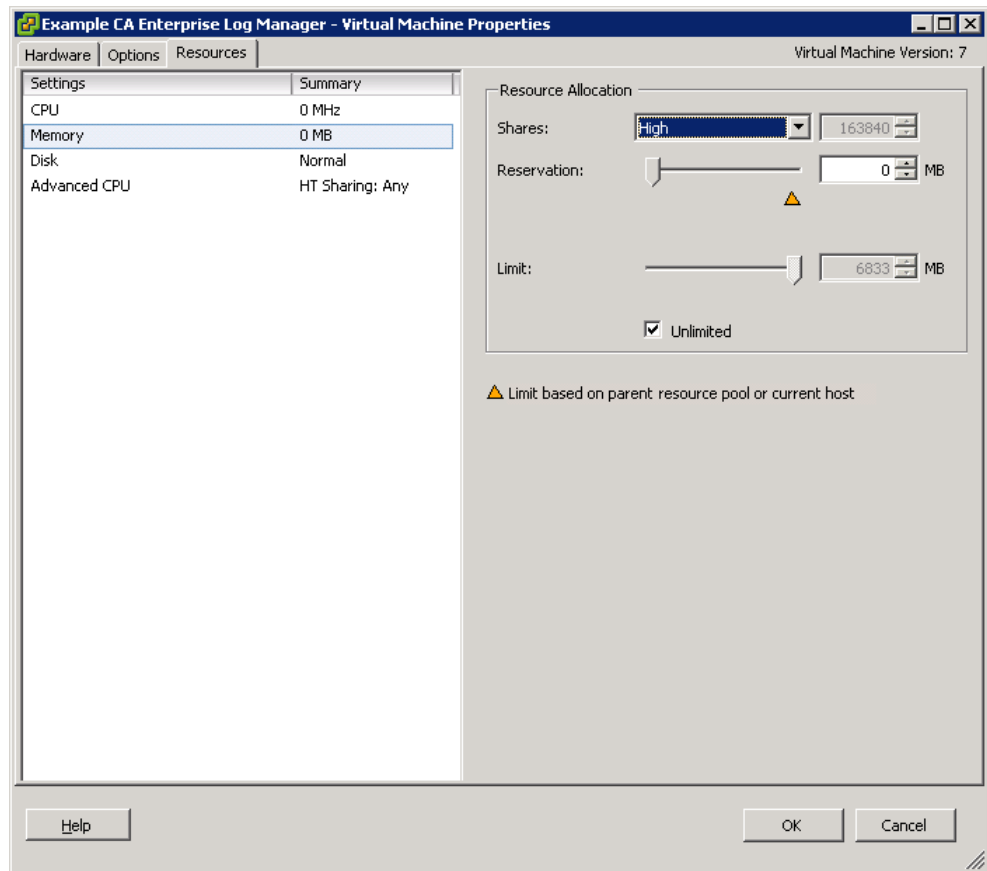 Example CA Enterprise Log Manager - Virtual Machine Properties
Hardware Options Resources Virtual Machine Version: 7
Settings Summary
CPU 0 MHz
Memory 0 MB
Disk Normal
Advanced CPU HT Sharing: Any
Resource Allocation
Shares: High 163840
Reservation: 0 MB
Limit: 6833 MB
Unlimited
Limit based on parent resource pool or current host
Help OK Cancel